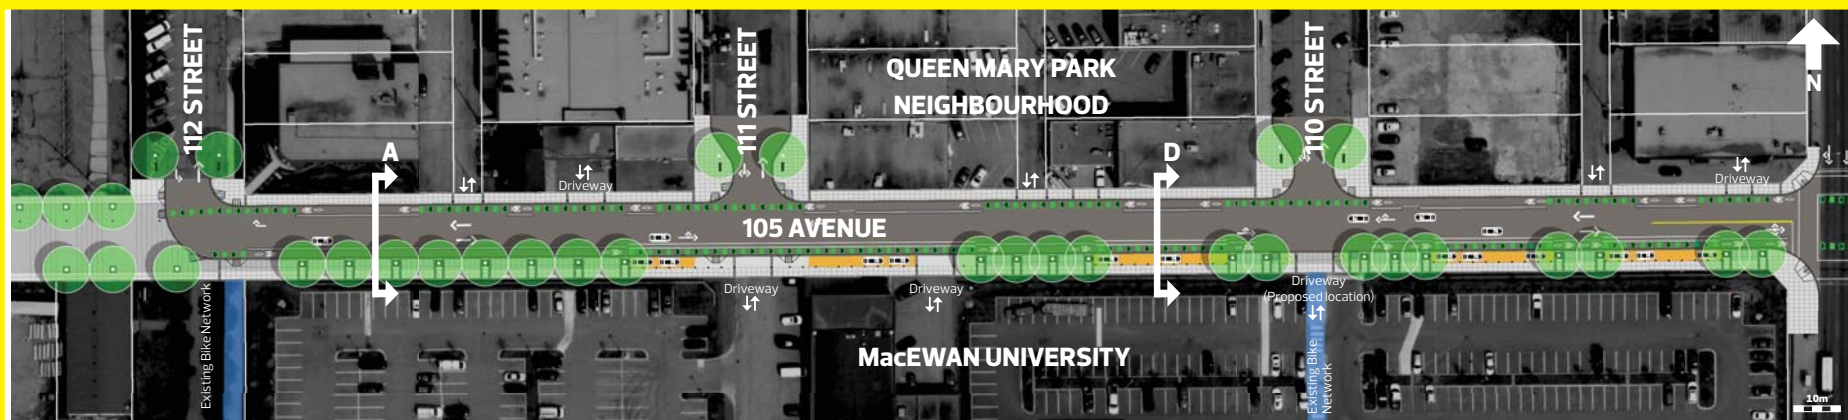 112 STREET
111 STREET
110 STREET
QUEEN MARY PARK
NEIGHBOURHOOD
N
A
D
Driveway
Driveway
105 AVENUE
Driveway
Driveway
Driveway
(Proposed location)
Existing Bike Network
MacEWAN UNIVERSITY
Existing Bike
Network
10m